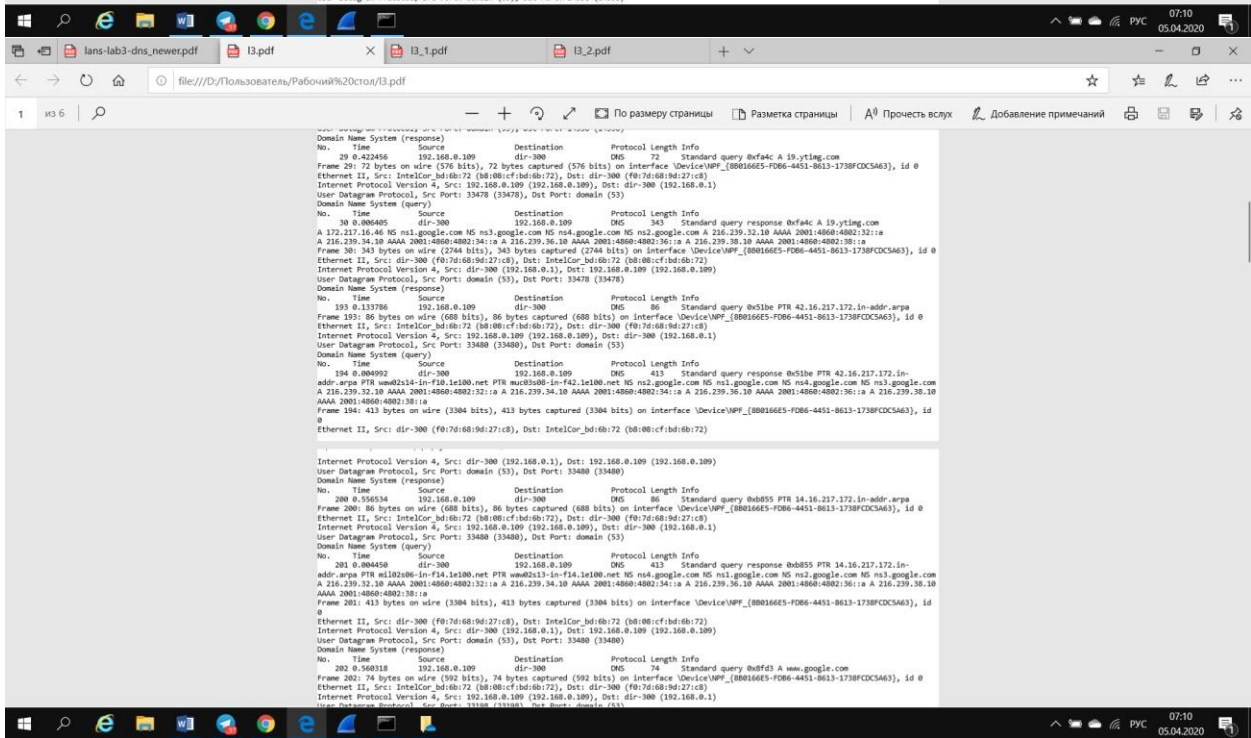 РУС
07:10
05.04.2020
lans-lab3-dns_newer.pdf
l3.pdf
l3_1.pdf
l3_2.pdf
file:///D:/Пользователь/Рабочий%20стол/l3.pdf
1 из 6
По размеру страницы
Разметка страницы
Прочесть вслух
Добавление примечаний
Domain Name System (response)
No. Time Source Destination Protocol Length Info
29 0.422456 192.168.0.109 dir-300 DNS 72 Standard query 0xfa4c A i9.ytimg.com
Frame 29: 72 bytes on wire (576 bits), 72 bytes captured (576 bits) on interface \Device\NPF_{8B0166E5-FDB6-4451-8613-1738FCDC5A63}, id 0
Ethernet II, Src: IntelCor_bd:6b:72 (b8:08:cf:bd:6b:72), Dst: dir-300 (f0:7d:68:9d:27:c8)
Internet Protocol Version 4, Src: 192.168.0.109 (192.168.0.109), Dst: dir-300 (192.168.0.1)
User Datagram Protocol, Src Port: 33478 (33478), Dst Port: domain (53)
Domain Name System (query)
No. Time Source Destination Protocol Length Info
30 0.006405 dir-300 192.168.0.109 DNS 343 Standard query response 0xfa4c A i9.ytimg.com
A 172.217.16.46 NS ns1.google.com NS ns3.google.com NS ns4.google.com NS ns2.google.com A 216.239.32.10 AAAA 2001:4860:4802:32::a
A 216.239.34.10 AAAA 2001:4860:4802:34::a A 216.239.36.10 AAAA 2001:4860:4802:36::a A 216.239.38.10 AAAA 2001:4860:4802:38::a
Frame 30: 343 bytes on wire (2744 bits), 343 bytes captured (2744 bits) on interface \Device\NPF_{8B0166E5-FDB6-4451-8613-1738FCDC5A63}, id 0
Ethernet II, Src: dir-300 (f0:7d:68:9d:27:c8), Dst: IntelCor_bd:6b:72 (b8:08:cf:bd:6b:72)
Internet Protocol Version 4, Src: dir-300 (192.168.0.1), Dst: 192.168.0.109 (192.168.0.109)
User Datagram Protocol, Src Port: domain (53), Dst Port: 33478 (33478)
Domain Name System (response)
No. Time Source Destination Protocol Length Info
193 0.133786 192.168.0.109 dir-300 DNS 86 Standard query 0x51be PTR 42.16.217.172.in-addr.arpa
Frame 193: 86 bytes on wire (688 bits), 86 bytes captured (688 bits) on interface \Device\NPF_{8B0166E5-FDB6-4451-8613-1738FCDC5A63}, id 0
Ethernet II, Src: IntelCor_bd:6b:72 (b8:08:cf:bd:6b:72), Dst: dir-300 (f0:7d:68:9d:27:c8)
Internet Protocol Version 4, Src: 192.168.0.109 (192.168.0.109), Dst: dir-300 (192.168.0.1)
User Datagram Protocol, Src Port: 33480 (33480), Dst Port: domain (53)
Domain Name System (query)
No. Time Source Destination Protocol Length Info
194 0.004992 dir-300 192.168.0.109 DNS 413 Standard query response 0x51be PTR 42.16.217.172.in-
addr.arpa PTR waw02s14-in-f10.1e100.net PTR muc03s08-in-f42.1e100.net NS ns2.google.com NS ns1.google.com NS ns4.google.com NS ns3.google.com
A 216.239.32.10 AAAA 2001:4860:4802:32::a A 216.239.34.10 AAAA 2001:4860:4802:34::a A 216.239.36.10 AAAA 2001:4860:4802:36::a A 216.239.38.10
AAAA 2001:4860:4802:38::a
Frame 194: 413 bytes on wire (3304 bits), 413 bytes captured (3304 bits) on interface \Device\NPF_{8B0166E5-FDB6-4451-8613-1738FCDC5A63}, id
0
Ethernet II, Src: dir-300 (f0:7d:68:9d:27:c8), Dst: IntelCor_bd:6b:72 (b8:08:cf:bd:6b:72)
Internet Protocol Version 4, Src: dir-300 (192.168.0.1), Dst: 192.168.0.109 (192.168.0.109)
User Datagram Protocol, Src Port: domain (53), Dst Port: 33480 (33480)
Domain Name System (response)
No. Time Source Destination Protocol Length Info
200 0.556534 192.168.0.109 dir-300 DNS 86 Standard query 0xb855 PTR 14.16.217.172.in-addr.arpa
Frame 200: 86 bytes on wire (688 bits), 86 bytes captured (688 bits) on interface \Device\NPF_{8B0166E5-FDB6-4451-8613-1738FCDC5A63}, id 0
Ethernet II, Src: IntelCor_bd:6b:72 (b8:08:cf:bd:6b:72), Dst: dir-300 (f0:7d:68:9d:27:c8)
Internet Protocol Version 4, Src: 192.168.0.109 (192.168.0.109), Dst: dir-300 (192.168.0.1)
User Datagram Protocol, Src Port: 33480 (33480), Dst Port: domain (53)
Domain Name System (query)
No. Time Source Destination Protocol Length Info
201 0.004450 dir-300 192.168.0.109 DNS 413 Standard query response 0xb855 PTR 14.16.217.172.in-
addr.arpa PTR mil02s06-in-f14.1e100.net PTR waw02s13-in-f14.1e100.net NS ns4.google.com NS ns1.google.com NS ns2.google.com NS ns3.google.com
A 216.239.32.10 AAAA 2001:4860:4802:32::a A 216.239.34.10 AAAA 2001:4860:4802:34::a A 216.239.36.10 AAAA 2001:4860:4802:36::a A 216.239.38.10
AAAA 2001:4860:4802:38::a
Frame 201: 413 bytes on wire (3304 bits), 413 bytes captured (3304 bits) on interface \Device\NPF_{8B0166E5-FDB6-4451-8613-1738FCDC5A63}, id
0
Ethernet II, Src: dir-300 (f0:7d:68:9d:27:c8), Dst: IntelCor_bd:6b:72 (b8:08:cf:bd:6b:72)
Internet Protocol Version 4, Src: dir-300 (192.168.0.1), Dst: 192.168.0.109 (192.168.0.109)
User Datagram Protocol, Src Port: domain (53), Dst Port: 33480 (33480)
Domain Name System (response)
No. Time Source Destination Protocol Length Info
202 0.560318 192.168.0.109 dir-300 DNS 74 Standard query 0x8fd3 A www.google.com
Frame 202: 74 bytes on wire (592 bits), 74 bytes captured (592 bits) on interface \Device\NPF_{8B0166E5-FDB6-4451-8613-1738FCDC5A63}, id 0
Ethernet II, Src: IntelCor_bd:6b:72 (b8:08:cf:bd:6b:72), Dst: dir-300 (f0:7d:68:9d:27:c8)
Internet Protocol Version 4, Src: 192.168.0.109 (192.168.0.109), Dst: dir-300 (192.168.0.1)
User Datagram Protocol, Src Port: 33198 (33198), Dst Port: domain (53)
РУС
07:10
05.04.2020